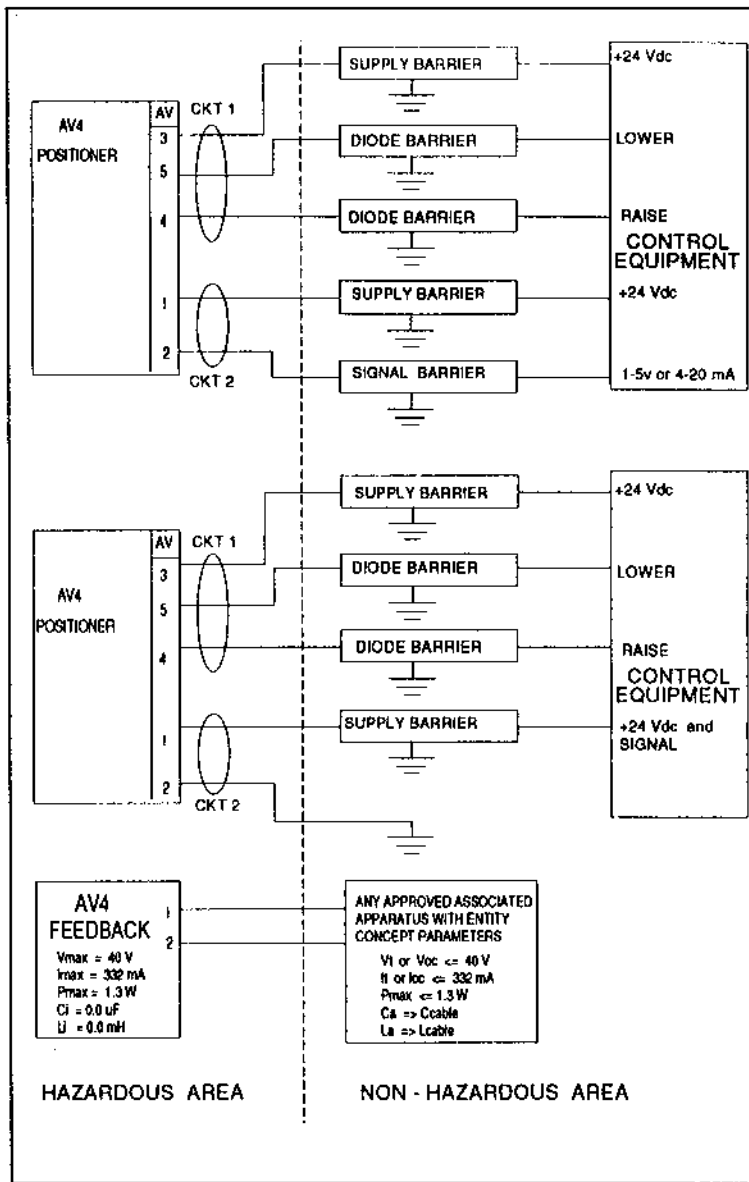 SUPPLY BARRIER
+24 Vdc
AV4
POSITIONER
AV
CKT 1
3
DIODE BARRIER
LOWER
5
4
DIODE BARRIER
RAISE
CONTROL
EQUIPMENT
1
SUPPLY BARRIER
+24 Vdc
2
CKT 2
SIGNAL BARRIER
1-5v or 4-20 mA
SUPPLY BARRIER
+24 Vdc
AV
CKT 1
3
AV4
POSITIONER
DIODE BARRIER
LOWER
5
4
DIODE BARRIER
RAISE
CONTROL
EQUIPMENT
1
SUPPLY BARRIER
+24 Vdc and
SIGNAL
2
CKT 2
AV4
FEEDBACK
1
2
Vmax = 40 V
Imax = 332 mA
Pmax = 1.3 W
Ci = 0.0 uF
Li = 0.0 mH
ANY APPROVED ASSOCIATED
APPARATUS WITH ENTITY
CONCEPT PARAMETERS
Vt or Voc <= 40 V
It or Ioc <= 332 mA
Pmax <= 1.3 W
Ca => Ccable
La => Lcable
HAZARDOUS AREA
NON - HAZARDOUS AREA